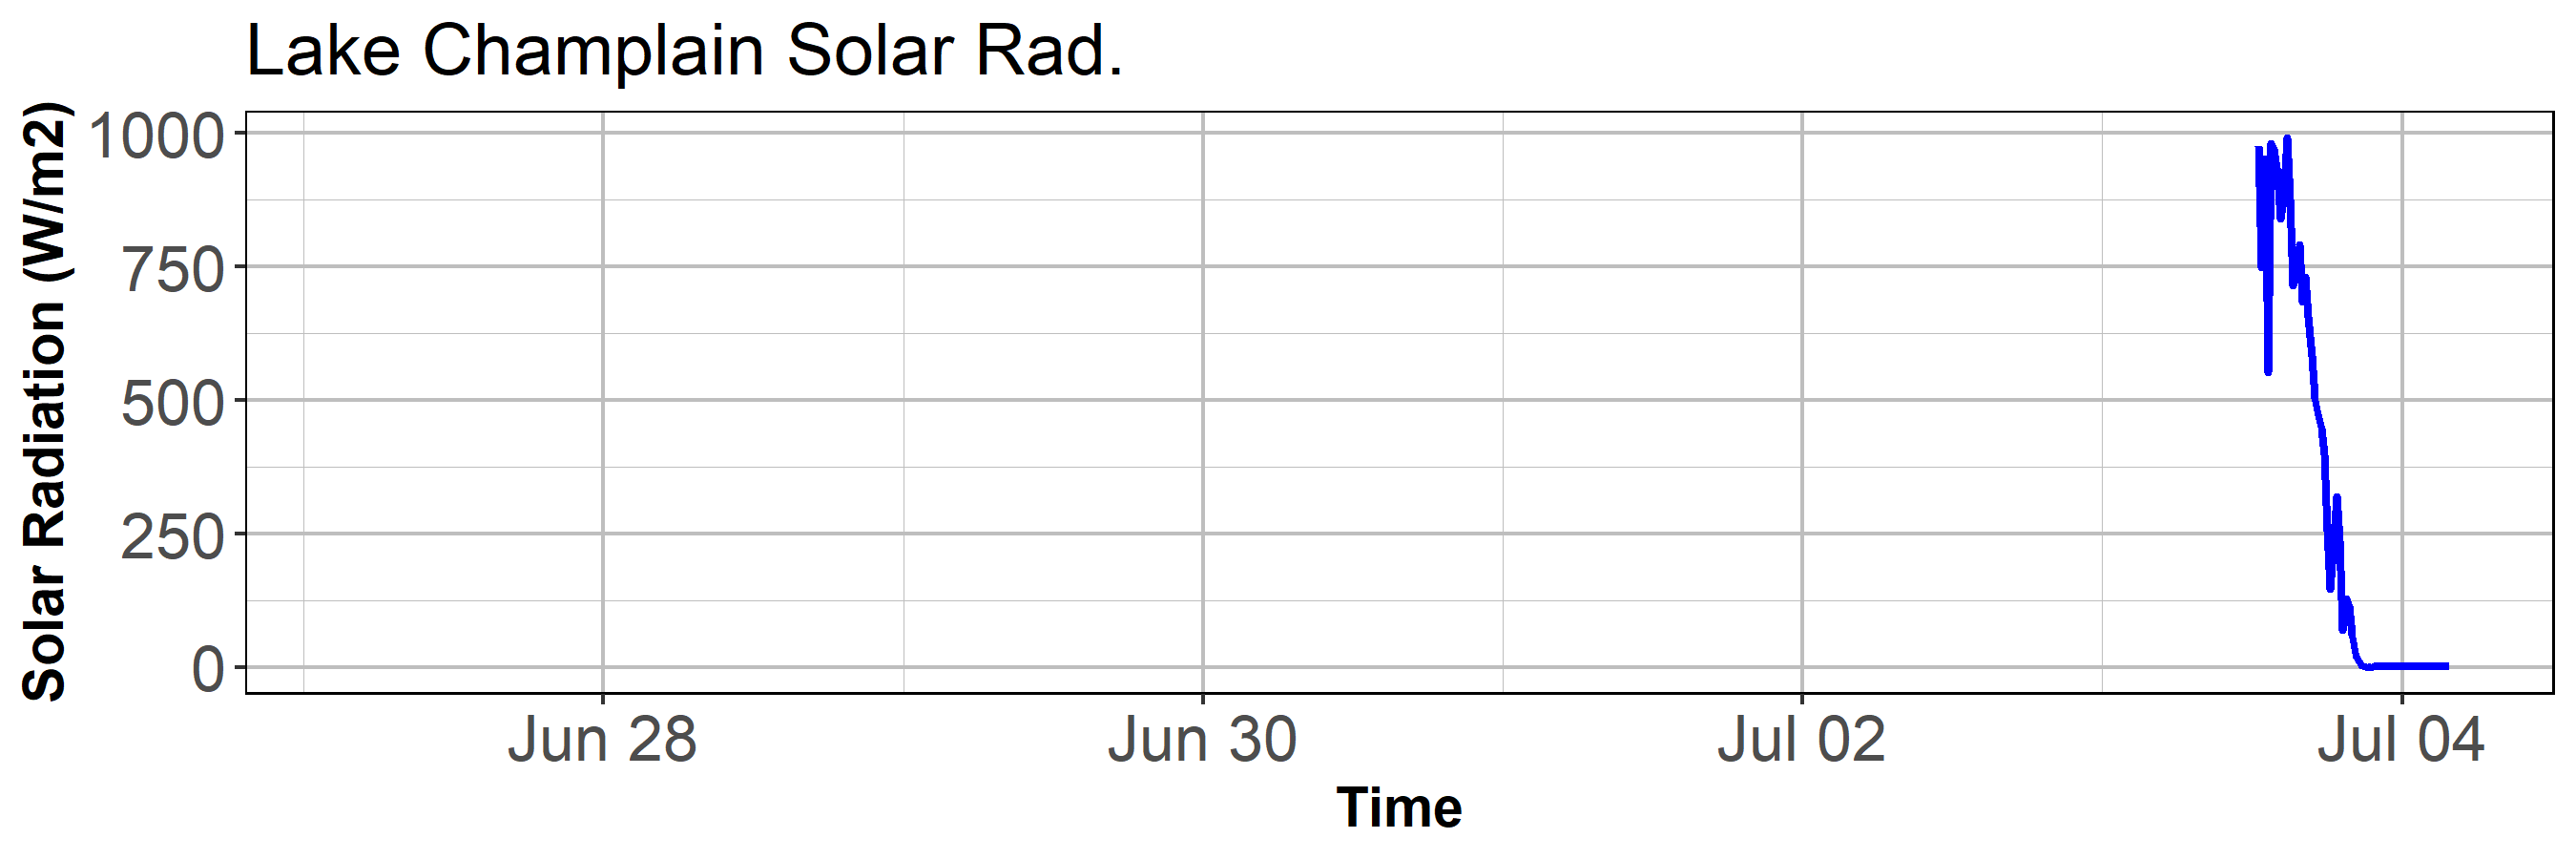 Lake Champlain Solar Rad.
Solar Radiation (W/m2)
1000
750
500
250
0
Jun 28
Jun 30
Jul 02
Jul 04
Time